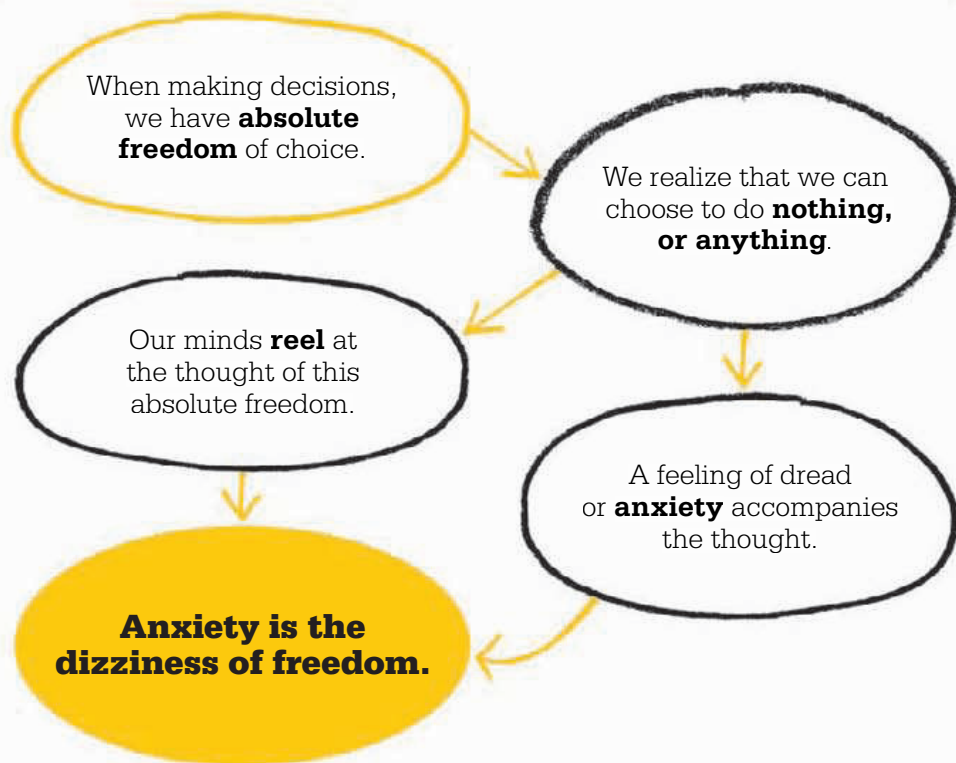 When making decisions,
we have absolute
freedom of choice.
We realize that we can
choose to do nothing,
or anything.
Our minds reel at
the thought of this
absolute freedom.
A feeling of dread
or anxiety accompanies
the thought.
Anxiety is the
dizziness of freedom.